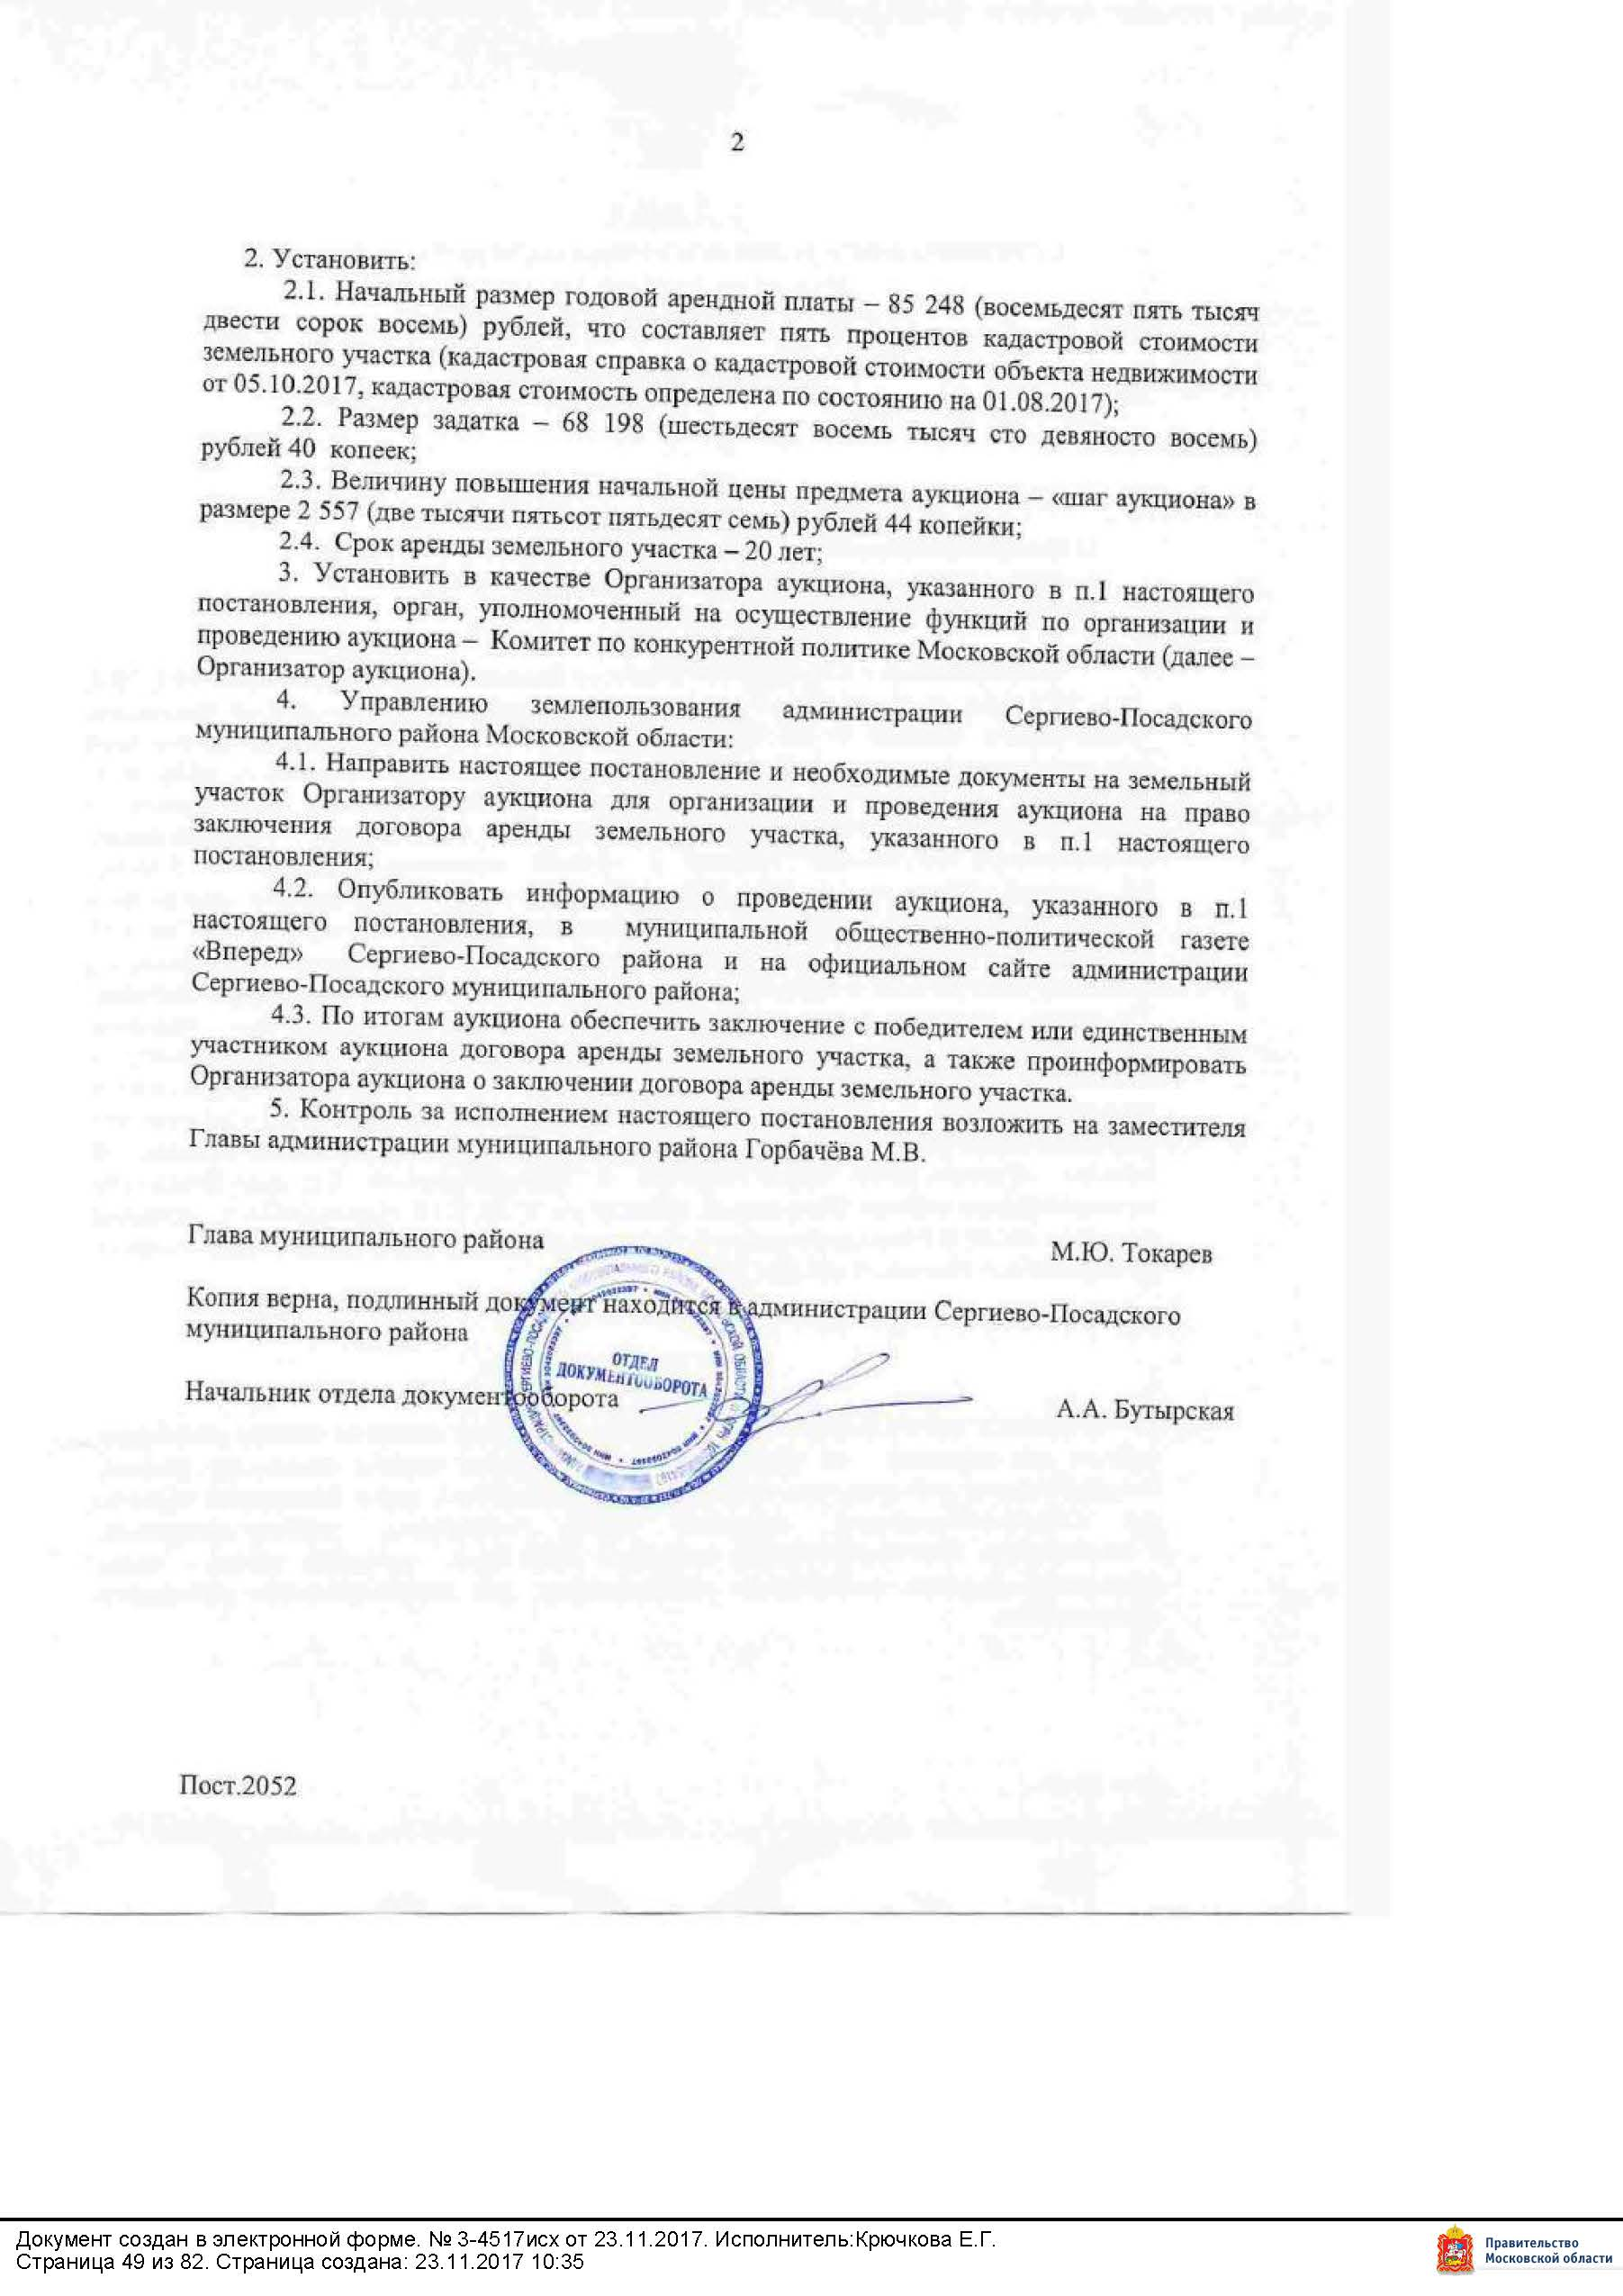 2
2. Установить:
2.1. Начальный размер годовой арендной платы – 85 248 (восемьдесят пять тысяч
двести сорок восемь) рублей, что составляет пять процентов кадастровой стоимости
земельного участка (кадастровая справка о кадастровой стоимости объекта недвижимости
от 05.10.2017, кадастровая стоимость определена по состоянию на 01.08.2017);
2.2. Размер задатка – 68 198 (шестьдесят восемь тысяч сто девяносто восемь)
рублей 40 копеек;
2.3. Величину повышения начальной цены предмета аукциона – «шаг аукциона» в
размере 2 557 (две тысячи пятьсот пятьдесят семь) рублей 44 копейки;
2.4. Срок аренды земельного участка – 20 лет;
3. Установить в качестве Организатора аукциона, указанного в п.1 настоящего
постановления, орган, уполномоченный на осуществление функций по организации и
проведению аукциона – Комитет по конкурентной политике Московской области (далее –
Организатор аукциона).
4. Управлению землепользования администрации Сергиево-Посадского
муниципального района Московской области:
4.1. Направить настоящее постановление и необходимые документы на земельный
участок Организатору аукциона для организации и проведения аукциона на право
заключения договора аренды земельного участка, указанного в п.1 настоящего
постановления;
4.2. Опубликовать информацию о проведении аукциона, указанного в п.1
настоящего постановления, в муниципальной общественно-политической газете
«Вперед» Сергиево-Посадского района и на официальном сайте администрации
Сергиево-Посадского муниципального района;
4.3. По итогам аукциона обеспечить заключение с победителем или единственным
участником аукциона договора аренды земельного участка, а также проинформировать
Организатора аукциона о заключении договора аренды земельного участка.
5. Контроль за исполнением настоящего постановления возложить на заместителя
Главы администрации муниципального района Горбачёва М.В.
Глава муниципального района М.Ю. Токарев
Копия верна, подлинный документ находится в администрации Сергиево-Посадского
муниципального района
ОТДЕЛ
ДОКУМЕНТООБОРОТА
Начальник отдела документооборота А.А. Бутырская
Пост.2052
Документ создан в электронной форме. № 3-4517исх от 23.11.2017. Исполнитель:Крючкова Е.Г.
Страница 49 из 82. Страница создана: 23.11.2017 10:35
Правительство
Московской области